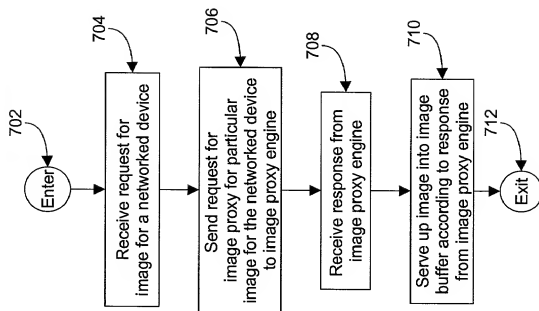 702
Enter
704
Receive request for
image for a networked device
706
Send request for
image proxy for particular
image for the networked device
to image proxy engine
708
Receive response from
image proxy engine
710
Serve up image into image
buffer according to response
from image proxy engine
712
Exit